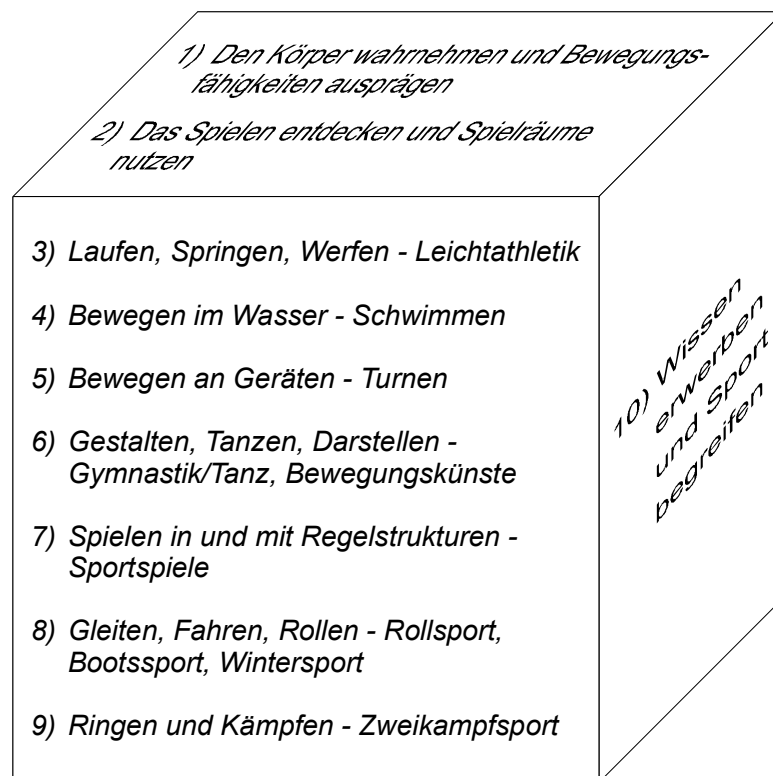 1) Den Körper wahrnehmen und Bewegungs-
fähigkeiten ausprägen
2) Das Spielen entdecken und Spielräume
nutzen
3) Laufen, Springen, Werfen - Leichtathletik
4) Bewegen im Wasser - Schwimmen
5) Bewegen an Geräten - Turnen
6) Gestalten, Tanzen, Darstellen -
Gymnastik/Tanz, Bewegungskünste
7) Spielen in und mit Regelstrukturen -
Sportspiele
8) Gleiten, Fahren, Rollen - Rollsport,
Bootssport, Wintersport
9) Ringen und Kämpfen - Zweikampfsport
10) Wissen
erwerben
und Sport
begreifen